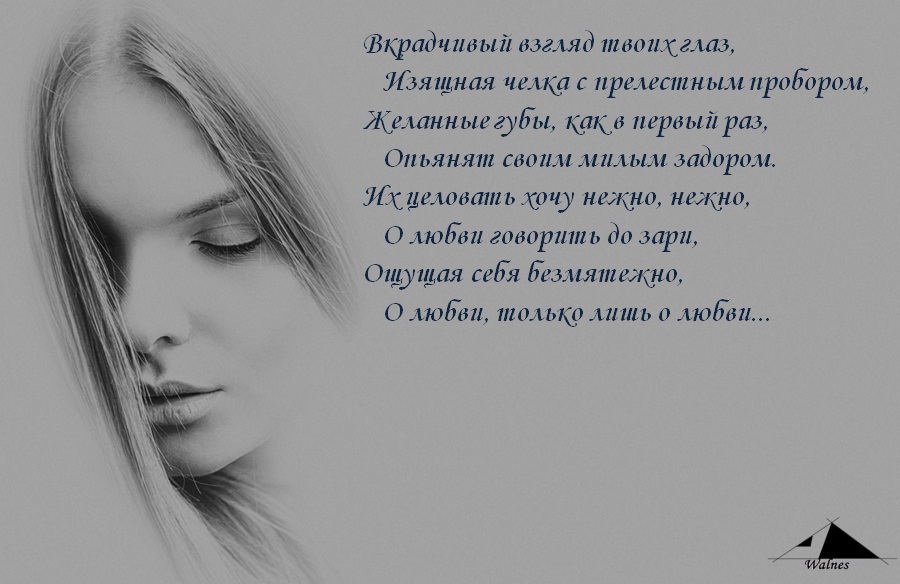 Вкрадчивый взгляд твоих глаз,
Изящная челка с прелестным пробором,
Желанные губы, как в первый раз,
Опьянят своим милым задором.
Их целовать хочу нежно, нежно,
О любви говорить до зари,
Ощущая себя безмятежно,
О любви, только лишь о любви...
Walnes